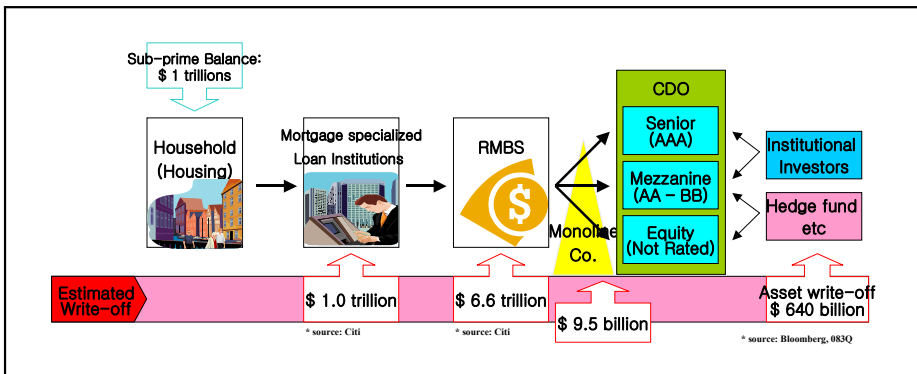 Sub-prime Balance:
$ 1 trillions
Household
(Housing)
Mortgage specialized
Loan Institutions
RMBS
$
Monoline
Co.
CDO
Senior
(AAA)
Mezzanine
(AA - BB)
Equity
(Not Rated)
Institutional
Investors
Hedge fund
etc
Estimated
Write-off
$ 1.0 trillion
* source: Citi
$ 6.6 trillion
* source: Citi
$ 9.5 billion
Asset write-off
$ 640 billion
* source: Bloomberg, 083Q